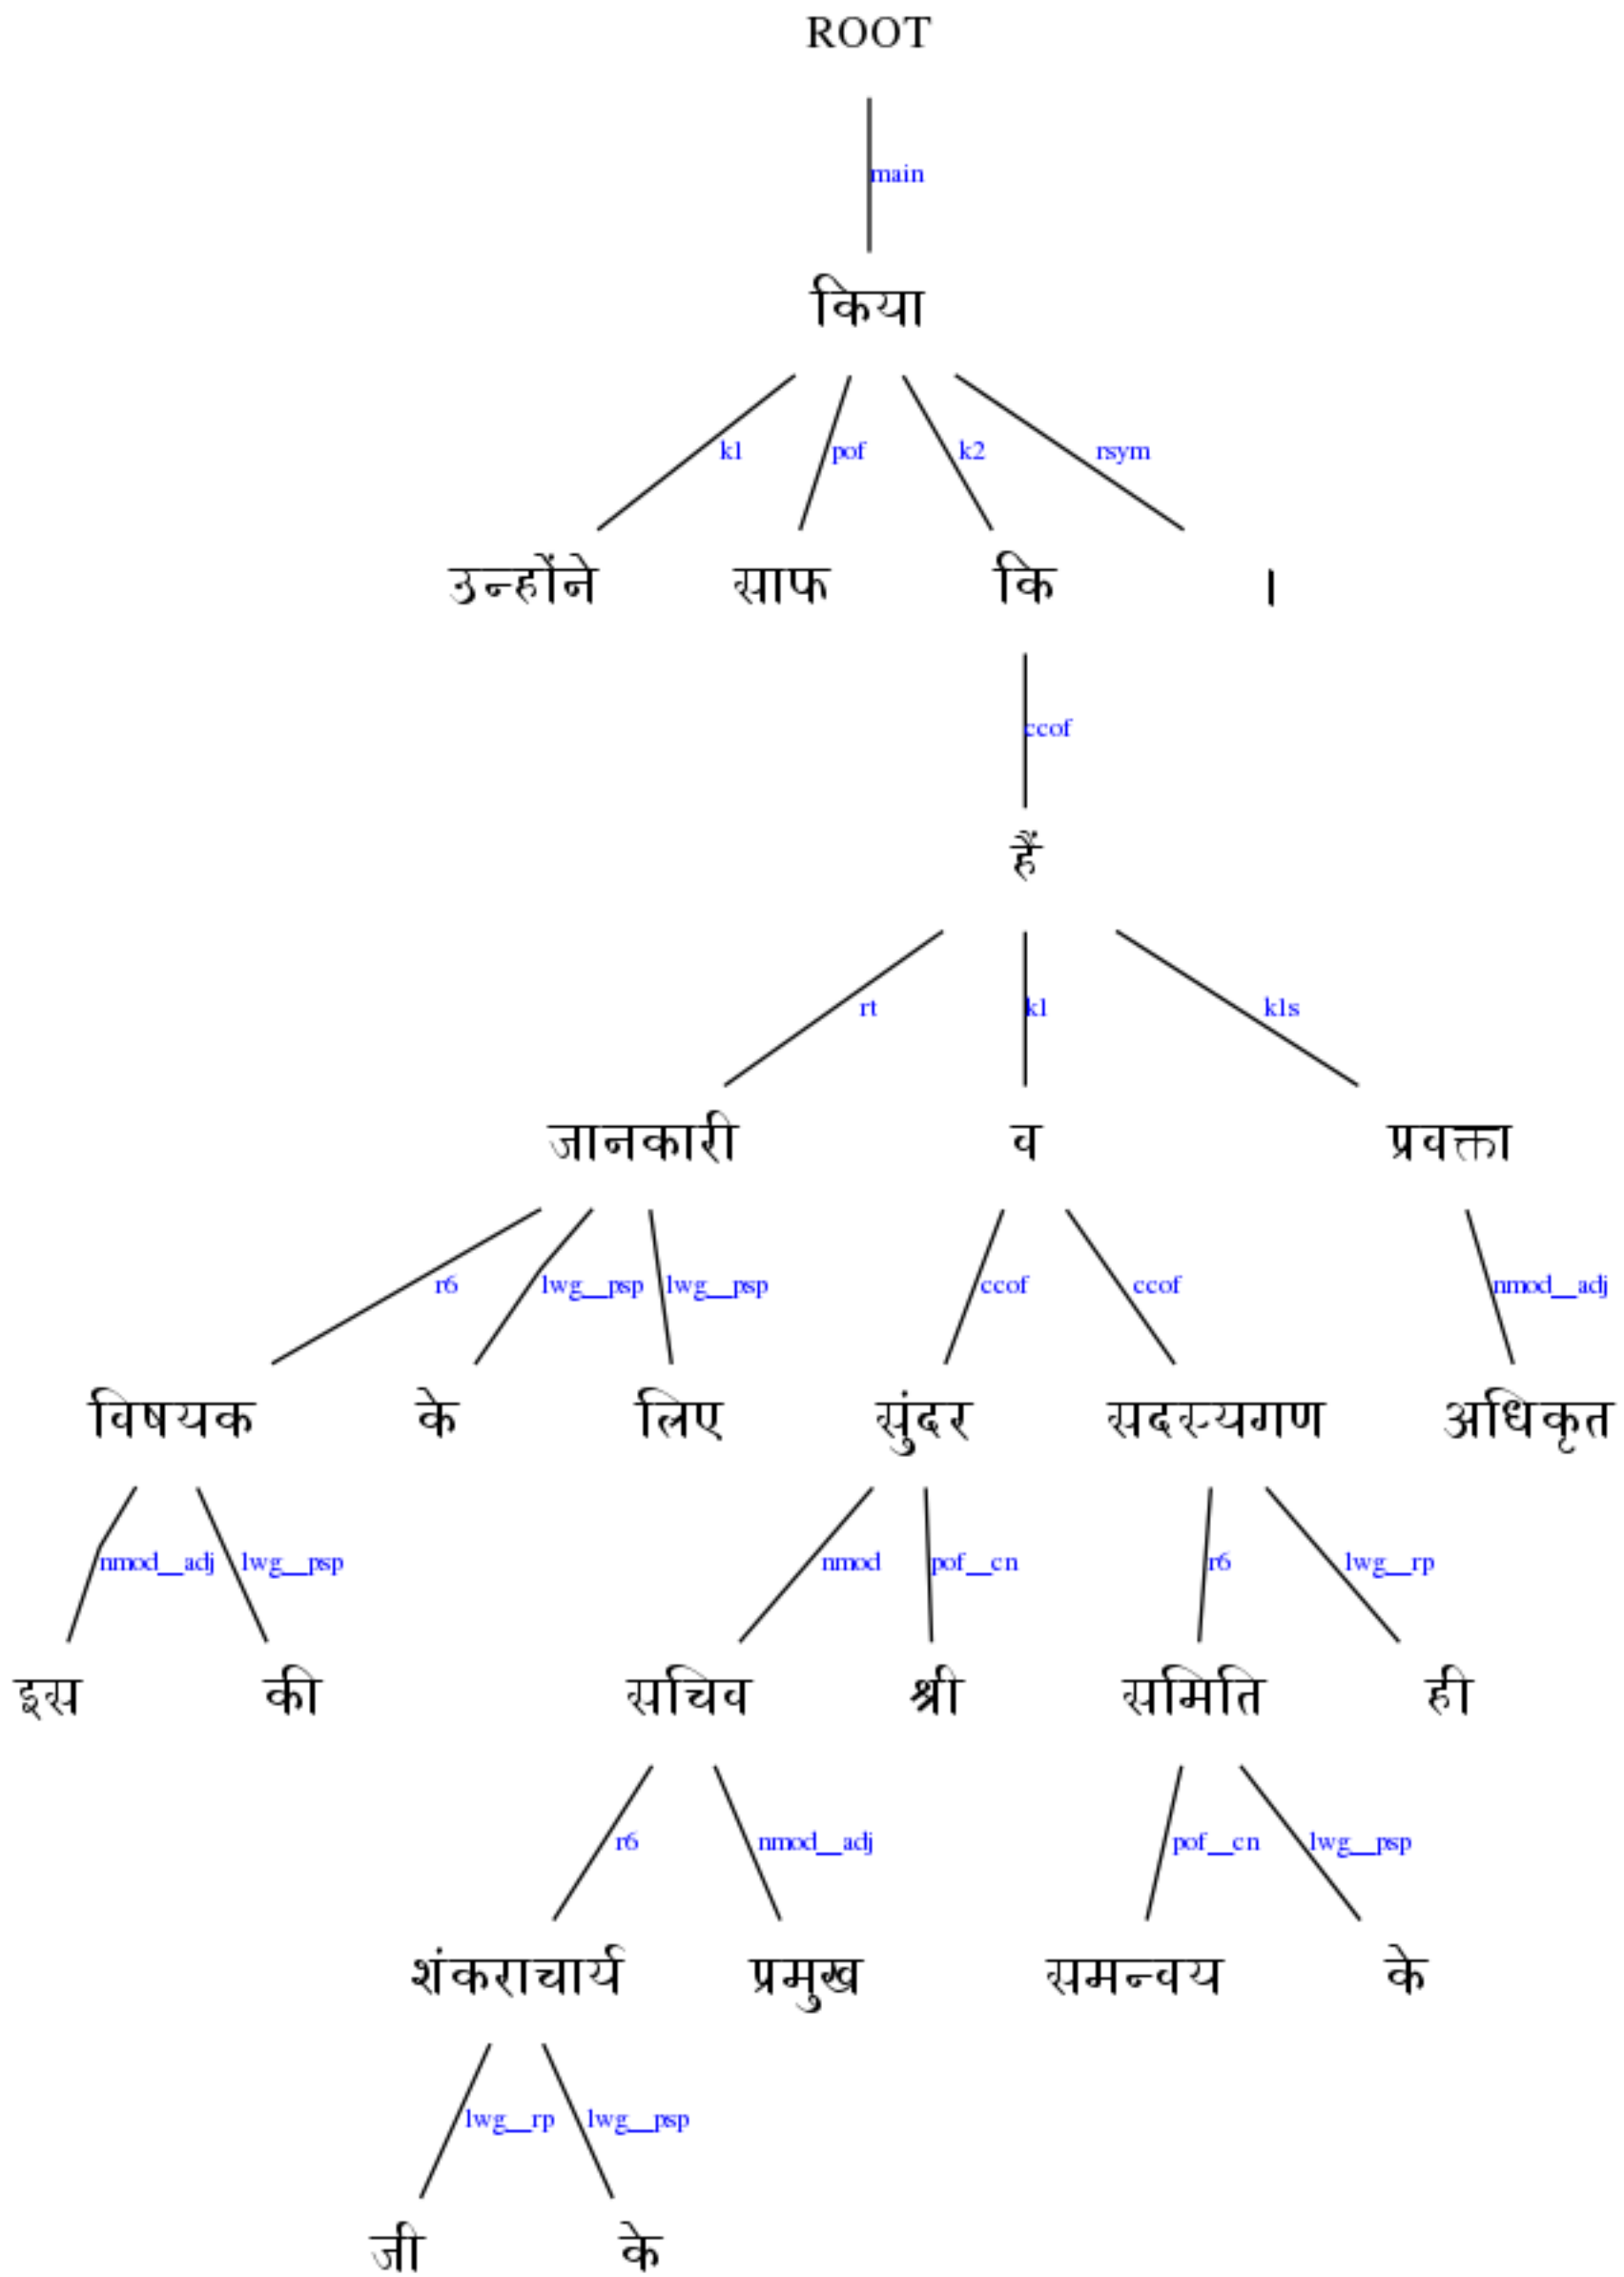 ROOT
main
किया
k1 pof k2 rsym
उन्होंने साफ कि ।
ccof
हैं
rt k1 k1s
जानकारी व प्रवक्ता
r6 lwg__psp lwg__psp ccof ccof nmod__adj
विषयक के लिए सुंदर सदस्यगण अधिकृत
nmod__adj lwg__psp nmod pof__cn r6 lwg__rp
इस की सचिव श्री समिति ही
r6 nmod__adj pof__cn lwg__psp
शंकराचार्य प्रमुख समन्वय के
lwg__rp lwg__psp
जी के